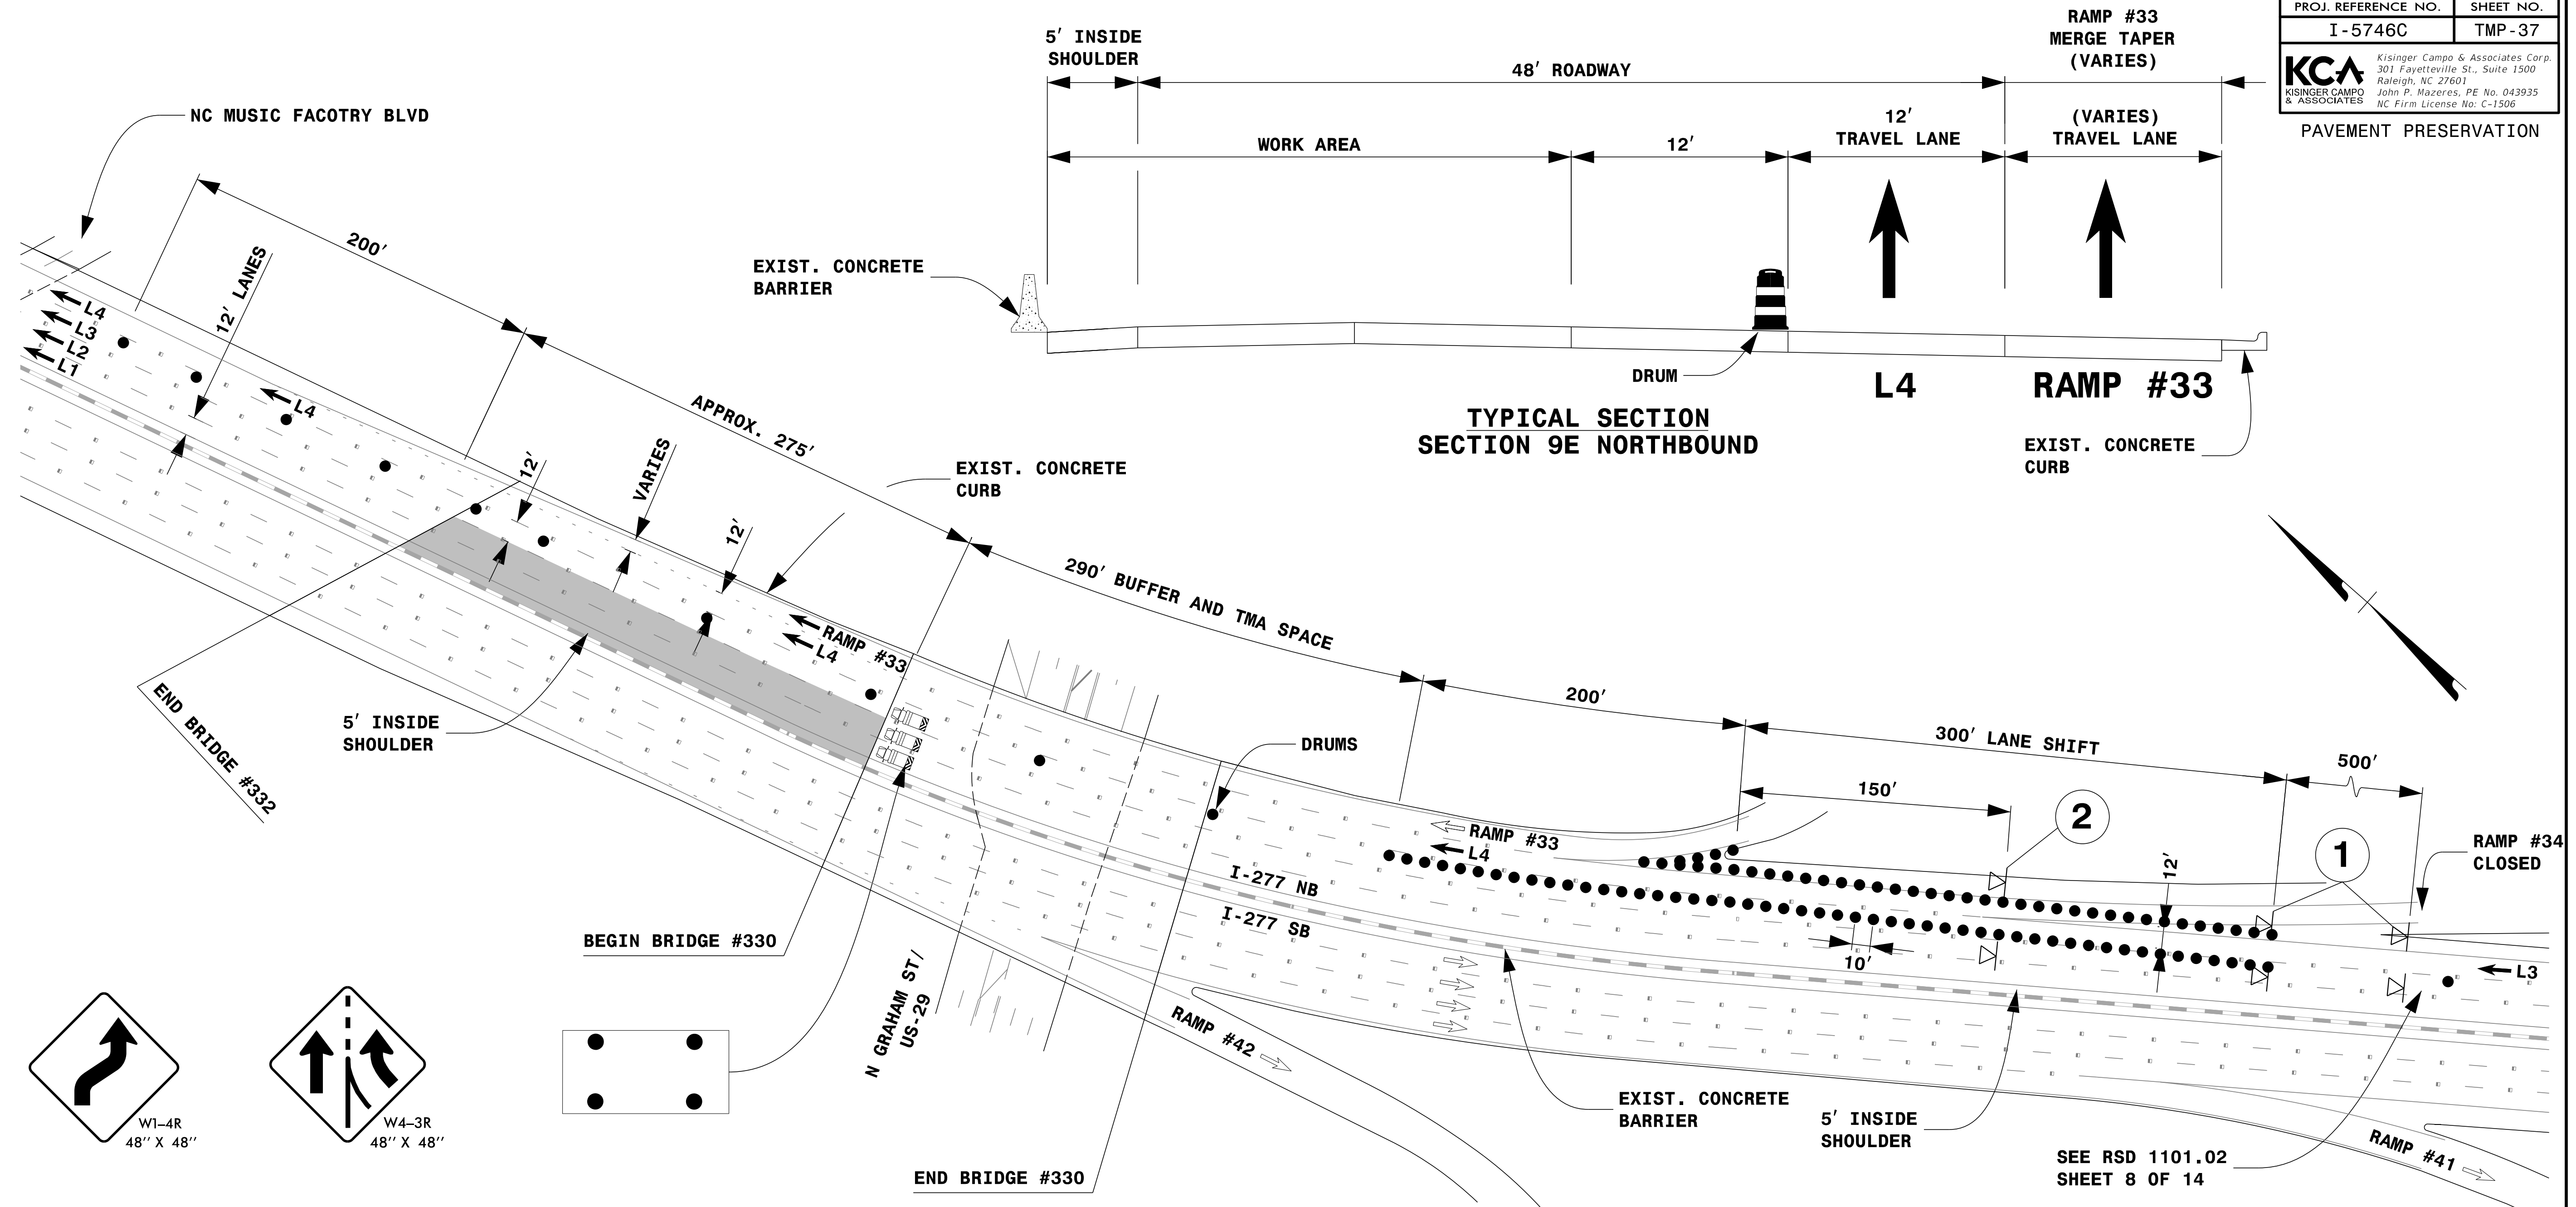 PROJ. REFERENCE NO.
SHEET NO.
I-5746C
TMP-37
KCA
KISINGER CAMPO
& ASSOCIATES
Kisinger Campo & Associates Corp.
301 Fayetteville St., Suite 1500
Raleigh, NC 27601
John P. Mazeres, PE No. 043935
NC Firm License No: C-1506
PAVEMENT PRESERVATION
5' INSIDE
SHOULDER
48' ROADWAY
RAMP #33
MERGE TAPER
(VARIES)
WORK AREA
12'
12'
TRAVEL LANE
(VARIES)
TRAVEL LANE
EXIST. CONCRETE
BARRIER
DRUM
L4
RAMP #33
EXIST. CONCRETE
CURB
TYPICAL SECTION
SECTION 9E NORTHBOUND
NC MUSIC FACOTRY BLVD
200'
12' LANES
L4
L3
L2
L1
L4
APPROX. 275'
12'
VARIES
12'
EXIST. CONCRETE
CURB
290' BUFFER AND TMA SPACE
RAMP #33
L4
END BRIDGE #332
5' INSIDE
SHOULDER
200'
300' LANE SHIFT
500'
150'
2
1
DRUMS
RAMP #33
L4
RAMP #34
CLOSED
12'
10'
L3
I-277 NB
I-277 SB
BEGIN BRIDGE #330
N GRAHAM ST/
US-29
RAMP #42
END BRIDGE #330
EXIST. CONCRETE
BARRIER
5' INSIDE
SHOULDER
SEE RSD 1101.02
SHEET 8 OF 14
RAMP #41
W1-4R
48'' X 48''
W4-3R
48'' X 48''